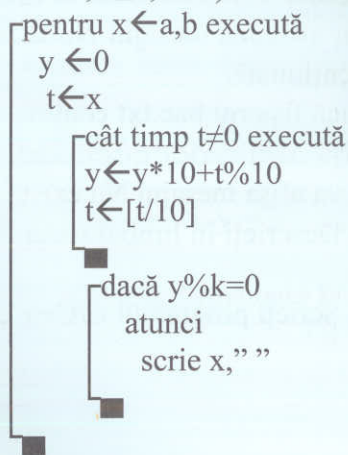 pentru x←a,b execută
y ←0
t←x
cât timp t≠0 execută
y←y*10+t%10
t←[t/10]
dacă y%k=0
atunci
scrie x,” ”